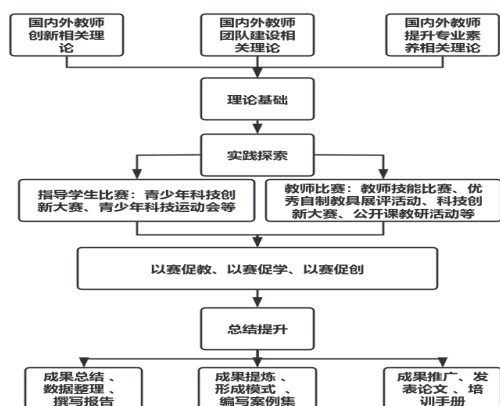 国内外教师
创新相关理
论
国内外教师
团队建设相
关理论
国内外教师
提升专业素
养相关理论
理论基础
实践探索
指导学生比赛：青少年科技创
新大赛、青少年科技运动会等
教师比赛：教师技能比赛、优
秀自制教具展评活动、科技创
新大赛、公开课教研活动等
以赛促教、以赛促学、以赛促创
总结提升
成果总结、
数据整理、
撰写报告
成果提炼、
形成模式、
编写案例集
成果推广、发
表论文、培
训手册